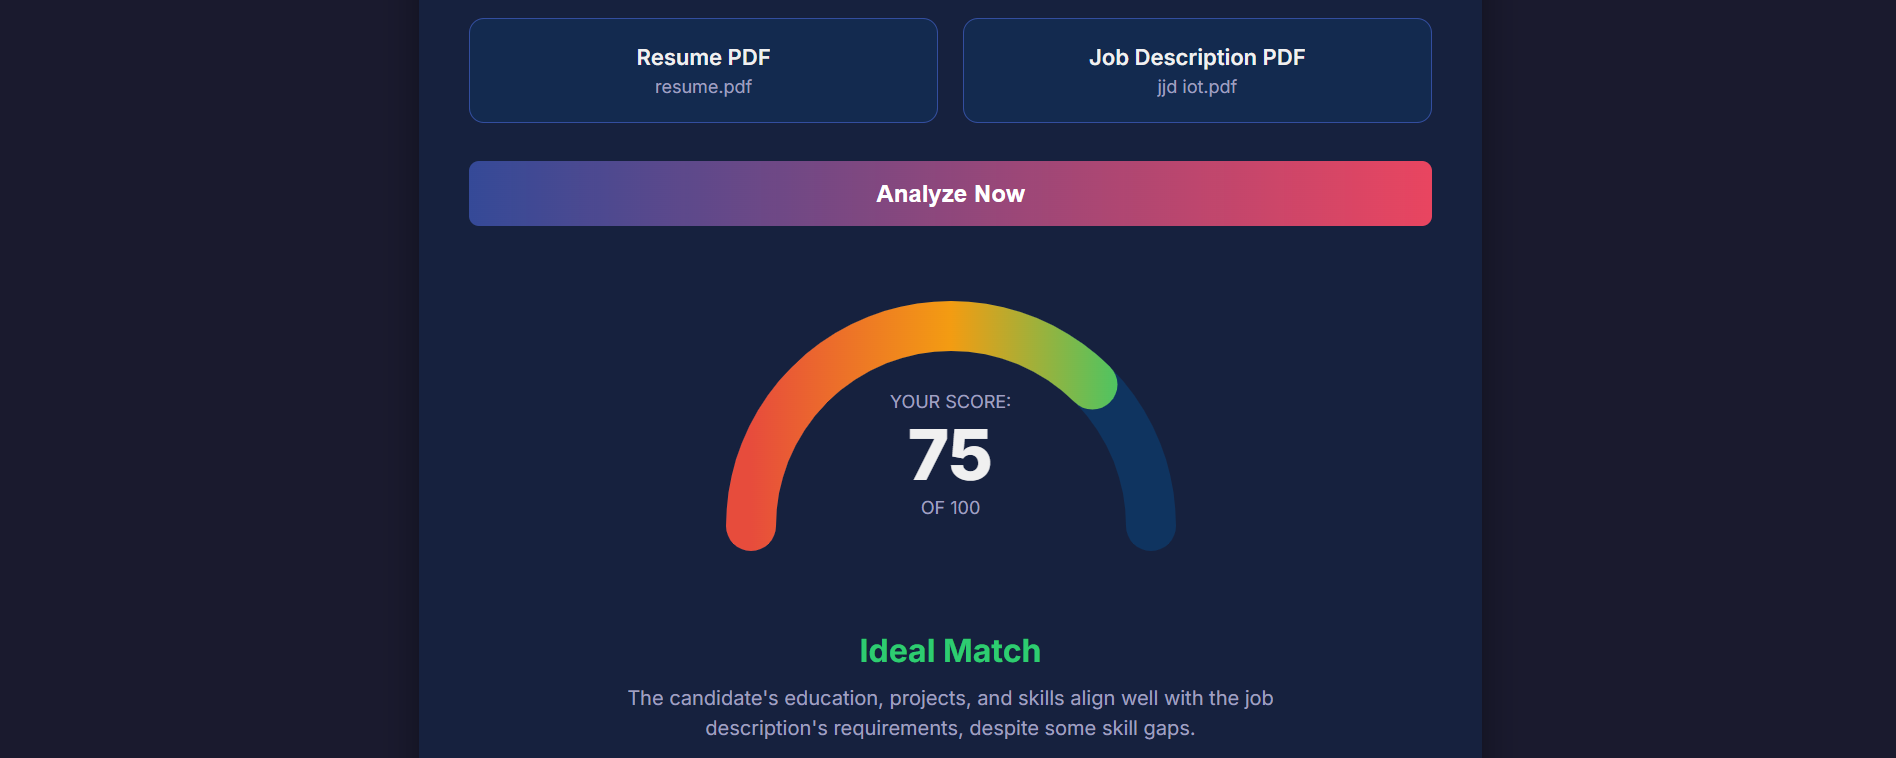 Resume PDF
resume.pdf
Job Description PDF
jjd iot.pdf
Analyze Now
YOUR SCORE:
75
OF 100
Ideal Match
The candidate's education, projects, and skills align well with the job
description's requirements, despite some skill gaps.